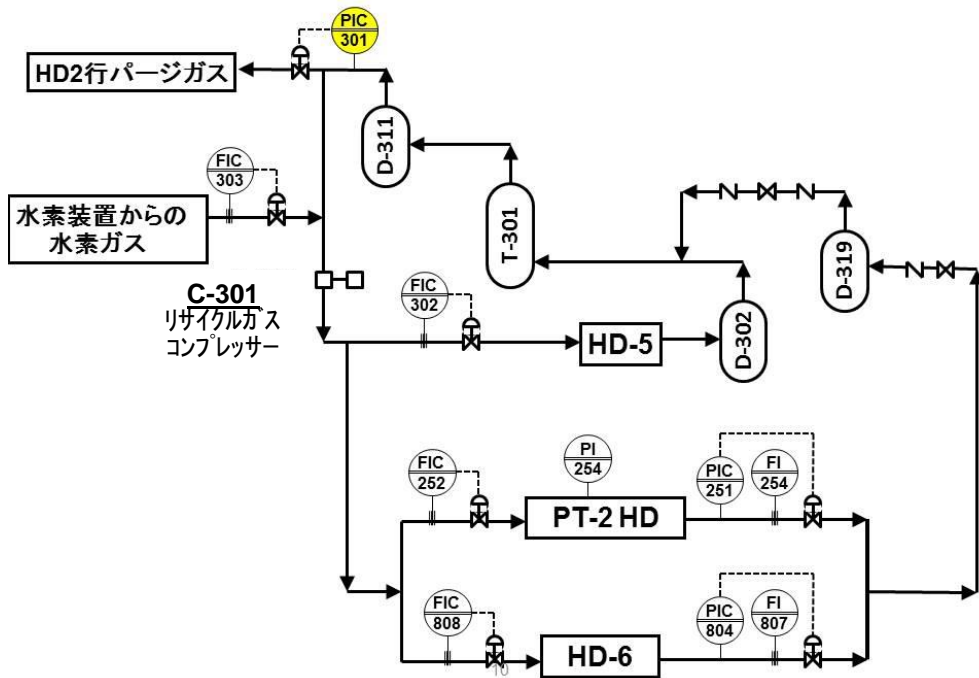 PIC
301
HD2行パージガス
D-311
FIC
303
水素装置からの
水素ガス
T-301
D-319
C-301
リサイクルガス
コンプレッサー
FIC
302
HD-5
D-302
FIC
252
PI
254
PT-2 HD
PIC
251
FI
254
FIC
808
HD-6
PIC
804
FI
807
10